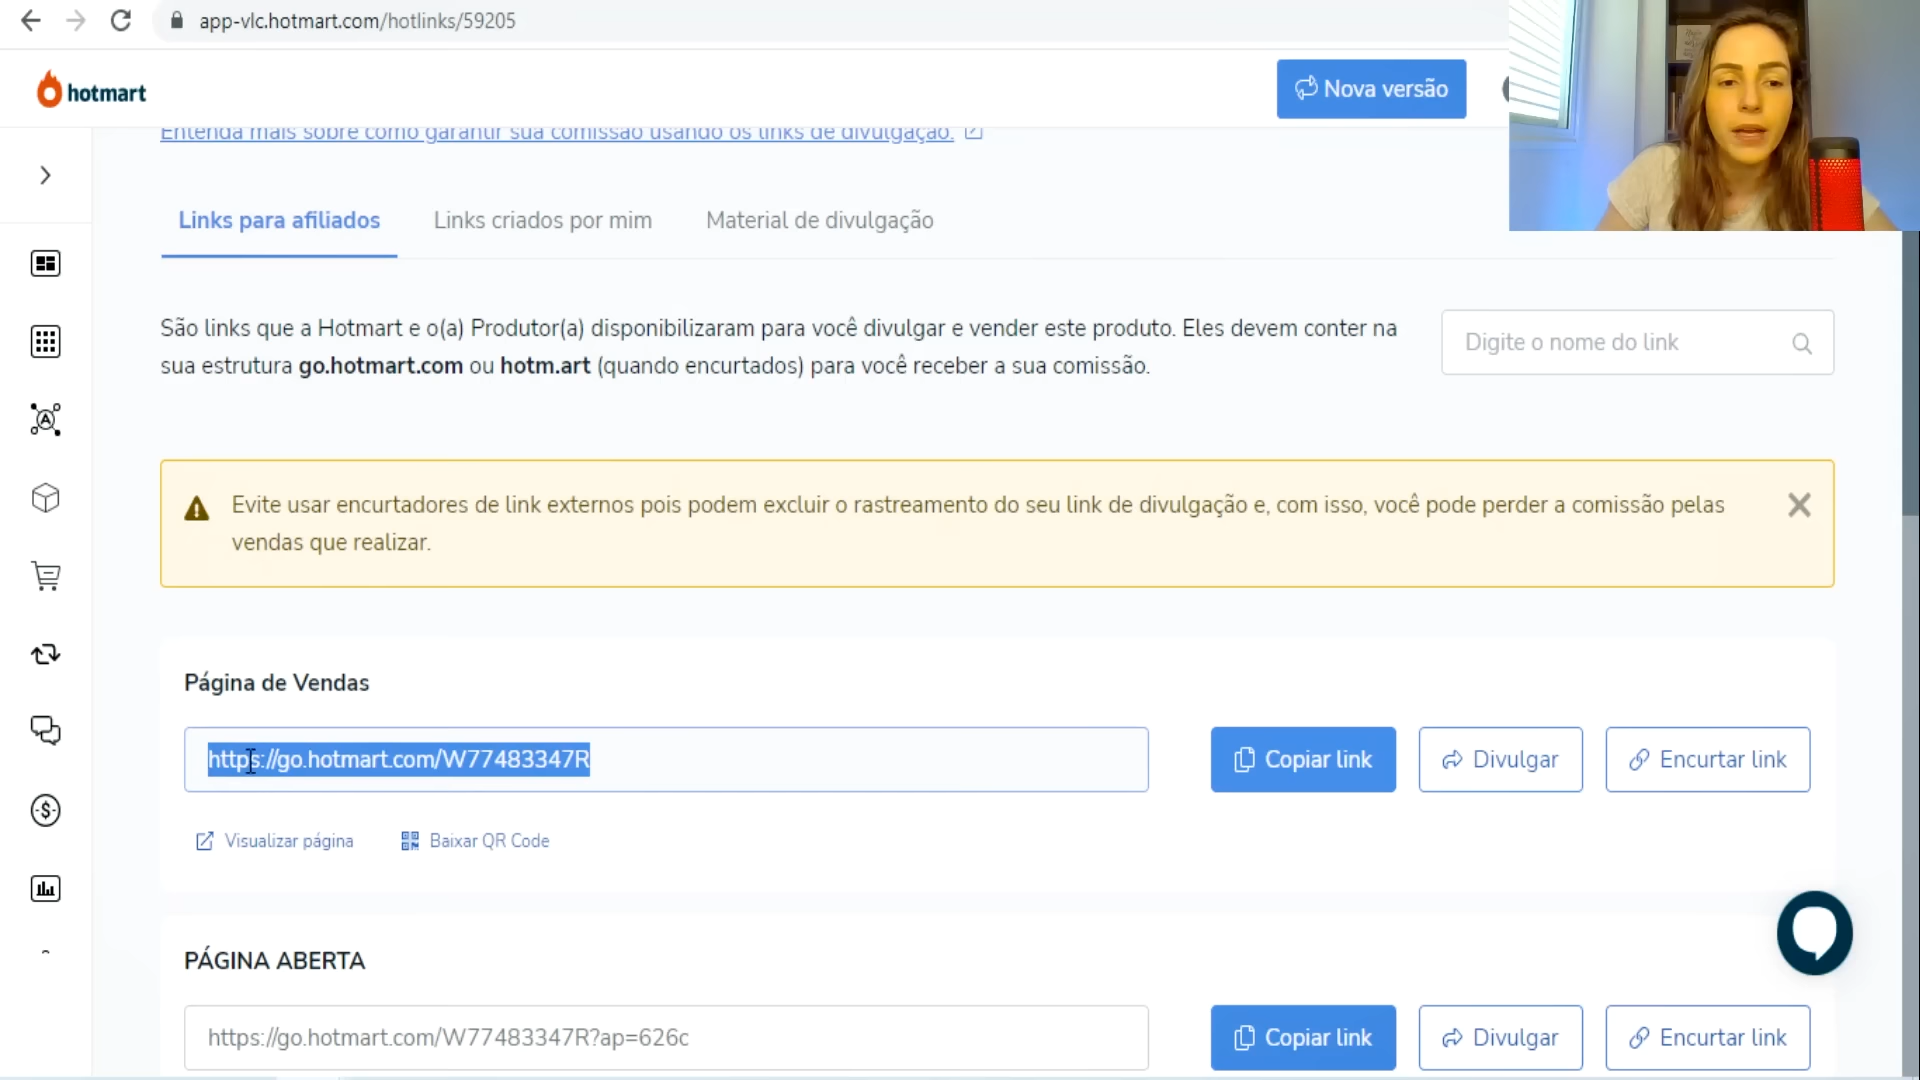 app-vlc.hotmart.com/hotlinks/59205
hotmart
Nova versão
Entenda mais sobre como garantir sua comissão usando os links de divulgação.
Links para afiliados
Links criados por mim
Material de divulgação
São links que a Hotmart e o(a) Produtor(a) disponibilizaram para você divulgar e vender este produto. Eles devem conter na
sua estrutura go.hotmart.com ou hotm.art (quando encurtados) para você receber a sua comissão.
Digite o nome do link
Evite usar encurtadores de link externos pois podem excluir o rastreamento do seu link de divulgação e, com isso, você pode perder a comissão pelas
vendas que realizar.
Página de Vendas
https://go.hotmart.com/W77483347R
Copiar link
Divulgar
Encurtar link
Visualizar página
Baixar QR Code
PÁGINA ABERTA
https://go.hotmart.com/W77483347R?ap=626c
Copiar link
Divulgar
Encurtar link